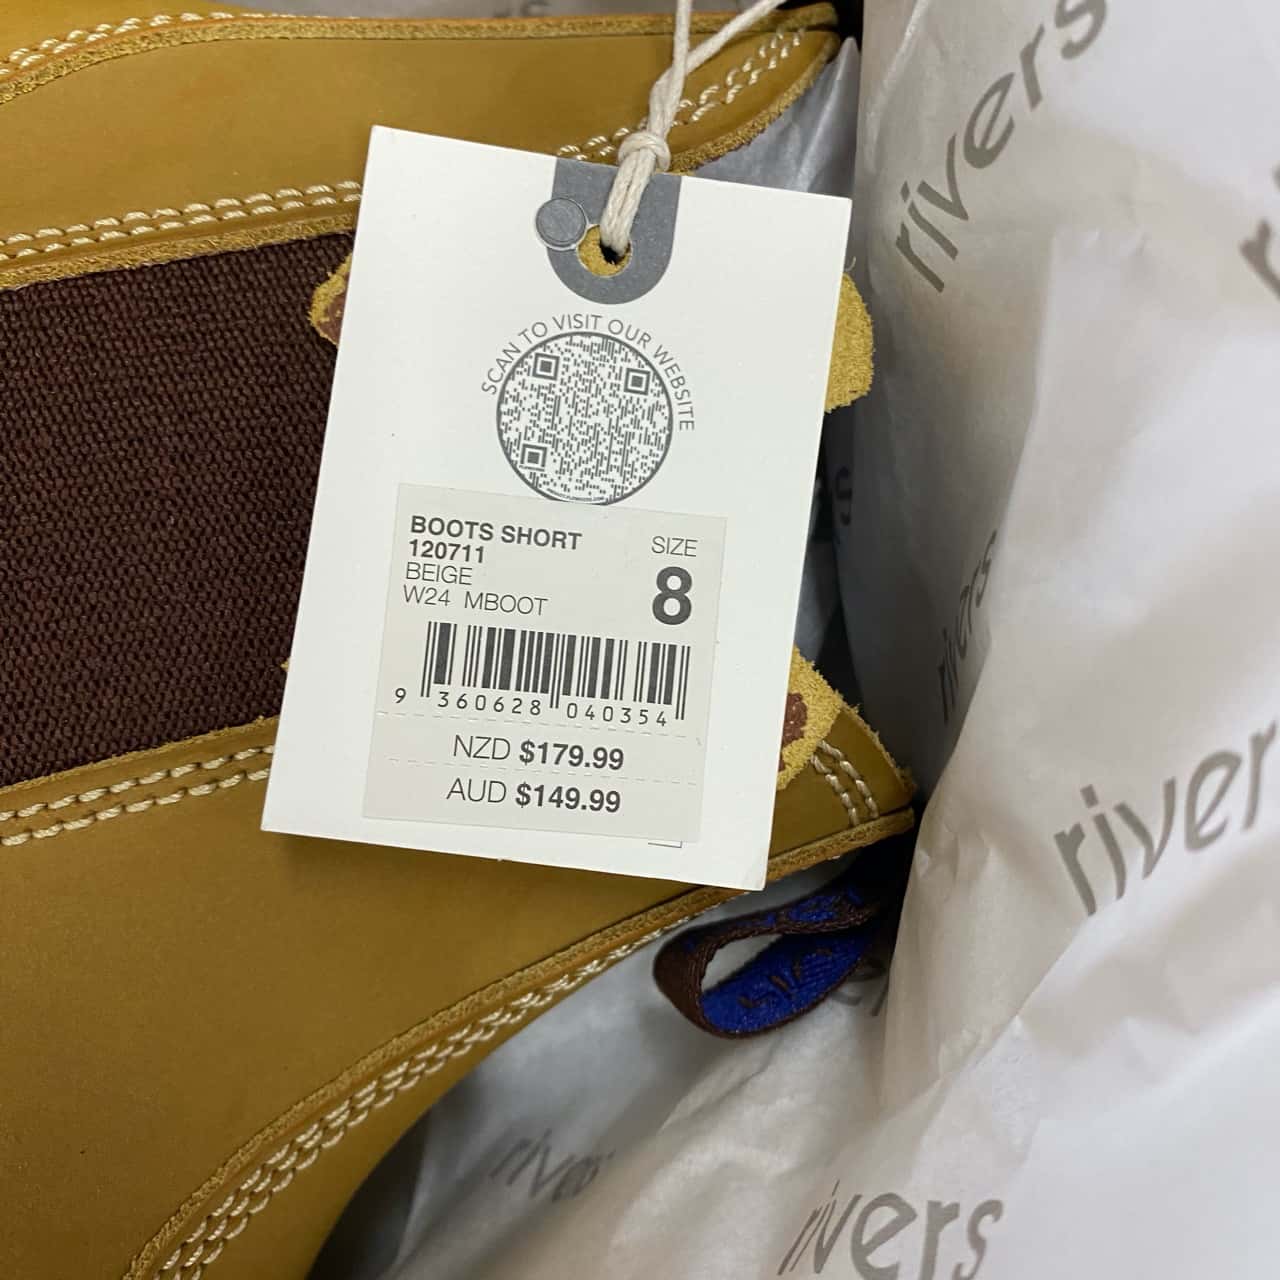 rivers
SCAN TO VISIT OUR WEBSITE
BOOTS SHORT
120711
BEIGE
W24 MBOOT
SIZE
8
9 360628 040354
NZD $179.99
AUD $149.99
rivers
rivers
rivers
rivers